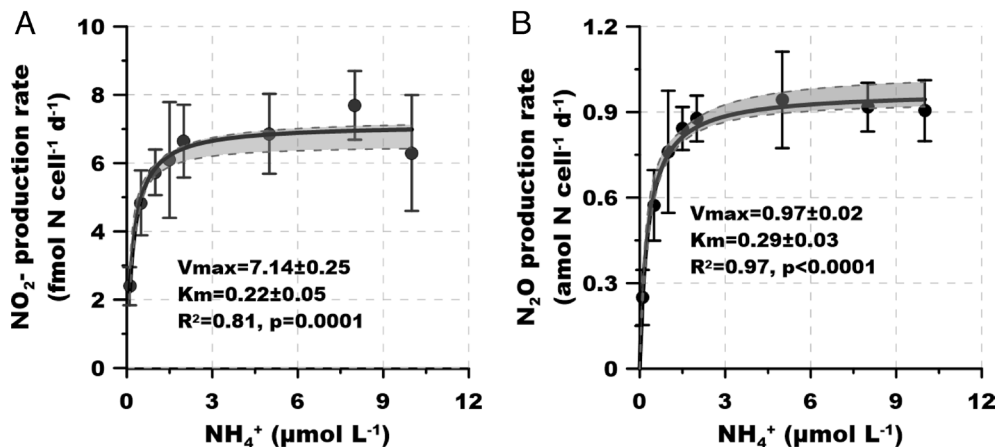 A
NO₂- production rate
(fmol N cell⁻¹ d⁻¹)
10
8
6
4
2
0
Vmax=7.14±0.25
Km=0.22±0.05
R²=0.81, p=0.0001
0 3 6 9 12
NH₄⁺ (µmol L⁻¹)
B
N₂O production rate
(amol N cell⁻¹ d⁻¹)
1.2
0.9
0.6
0.3
0
Vmax=0.97±0.02
Km=0.29±0.03
R²=0.97, p<0.0001
0 3 6 9 12
NH₄⁺ (µmol L⁻¹)